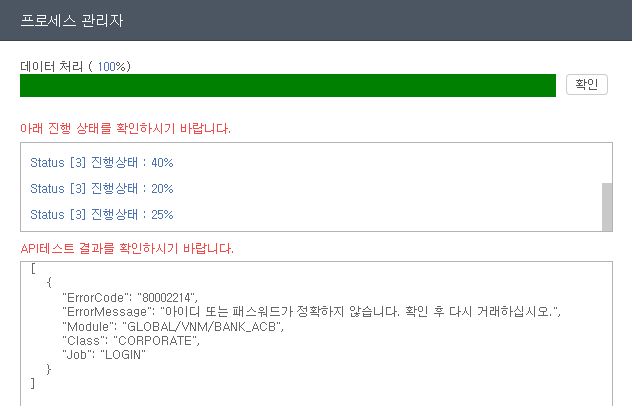 프로세스 관리자
데이터 처리 ( 100%)
확인
아래 진행 상태를 확인하시기 바랍니다.
Status [3] 진행상태 : 40%
Status [3] 진행상태 : 20%
Status [3] 진행상태 : 25%
API테스트 결과를 확인하시기 바랍니다.
[
{
"ErrorCode": "80002214",
"ErrorMessage": "아이디 또는 패스워드가 정확하지 않습니다. 확인 후 다시 거래하십시오.",
"Module": "GLOBAL/VNM/BANK_ACB",
"Class": "CORPORATE",
"Job": "LOGIN"
}
]